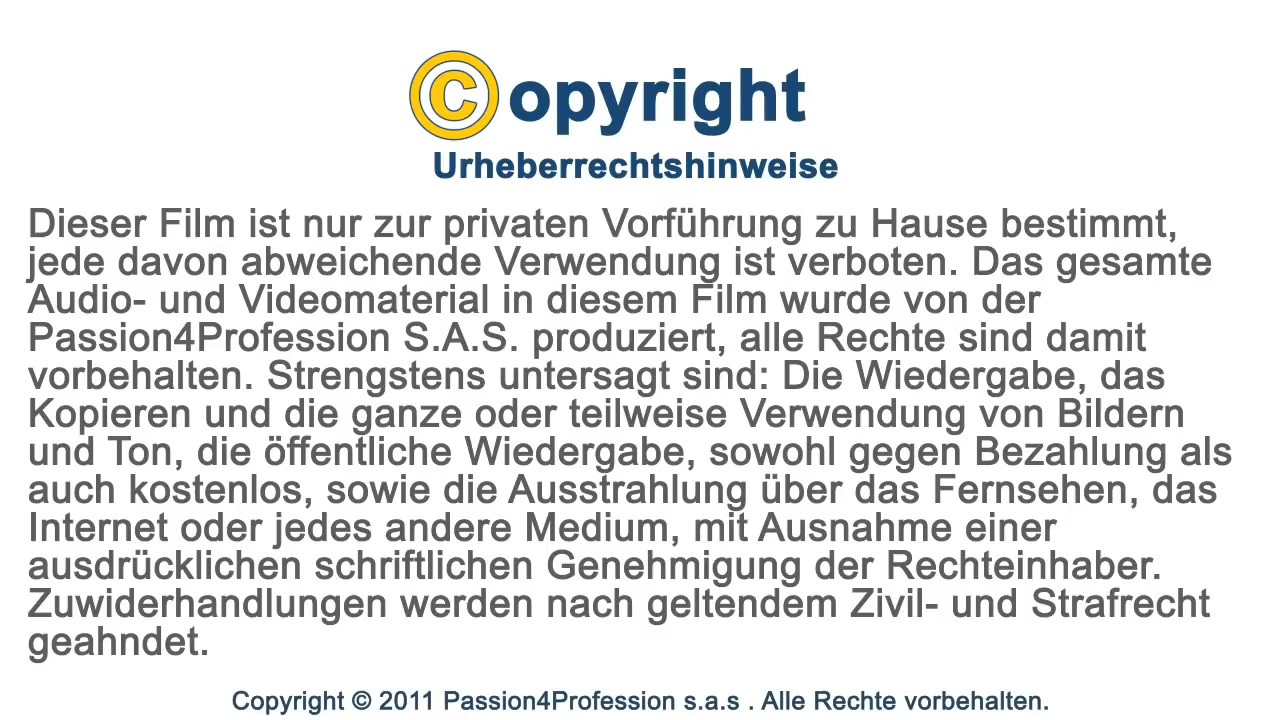 ©opyright
Urheberrechtshinweise
Dieser Film ist nur zur privaten Vorführung zu Hause bestimmt,
jede davon abweichende Verwendung ist verboten. Das gesamte
Audio- und Videomaterial in diesem Film wurde von der
Passion4Profession S.A.S. produziert, alle Rechte sind damit
vorbehalten. Strengstens untersagt sind: Die Wiedergabe, das
Kopieren und die ganze oder teilweise Verwendung von Bildern
und Ton, die öffentliche Wiedergabe, sowohl gegen Bezahlung als
auch kostenlos, sowie die Ausstrahlung über das Fernsehen, das
Internet oder jedes andere Medium, mit Ausnahme einer
ausdrücklichen schriftlichen Genehmigung der Rechteinhaber.
Zuwiderhandlungen werden nach geltendem Zivil- und Strafrecht
geahndet.
Copyright © 2011 Passion4Profession s.a.s . Alle Rechte vorbehalten.